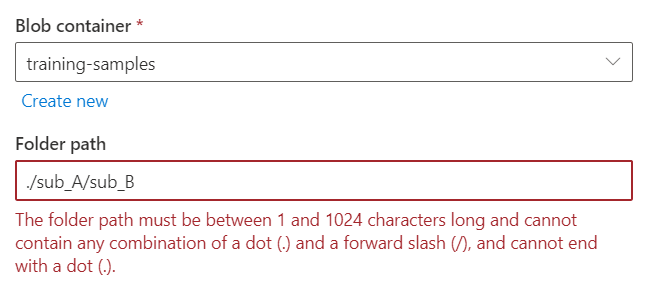 Blob container *
training-samples
Create new
Folder path
./sub_A/sub_B
The folder path must be between 1 and 1024 characters long and cannot
contain any combination of a dot (.) and a forward slash (/), and cannot end
with a dot (.).